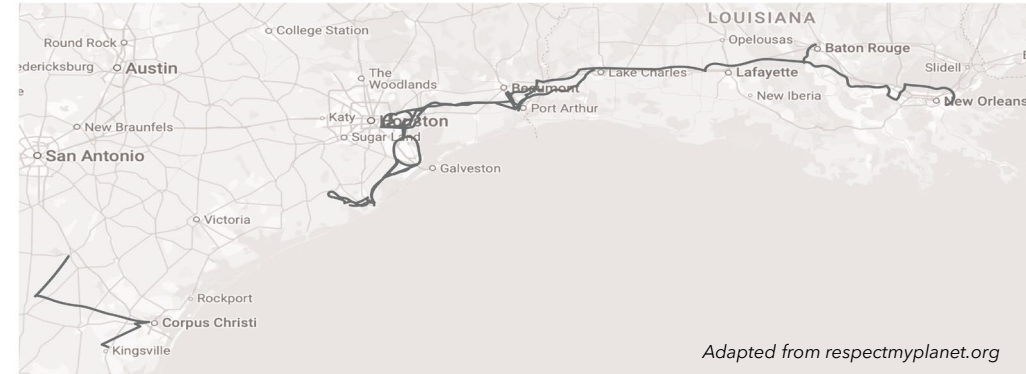 LOUISIANA
College Station
Opelousas
Round Rock
Baton Rouge
edericksburg
Austin
Slidell
The
Woodlands
Lake Charles
Lafayette
Beaumont
New Iberia
New Orleans
Port Arthur
Katy
Houston
New Braunfels
Sugar Land
San Antonio
Galveston
Victoria
Rockport
Corpus Christi
Kingsville
Adapted from respectmyplanet.org